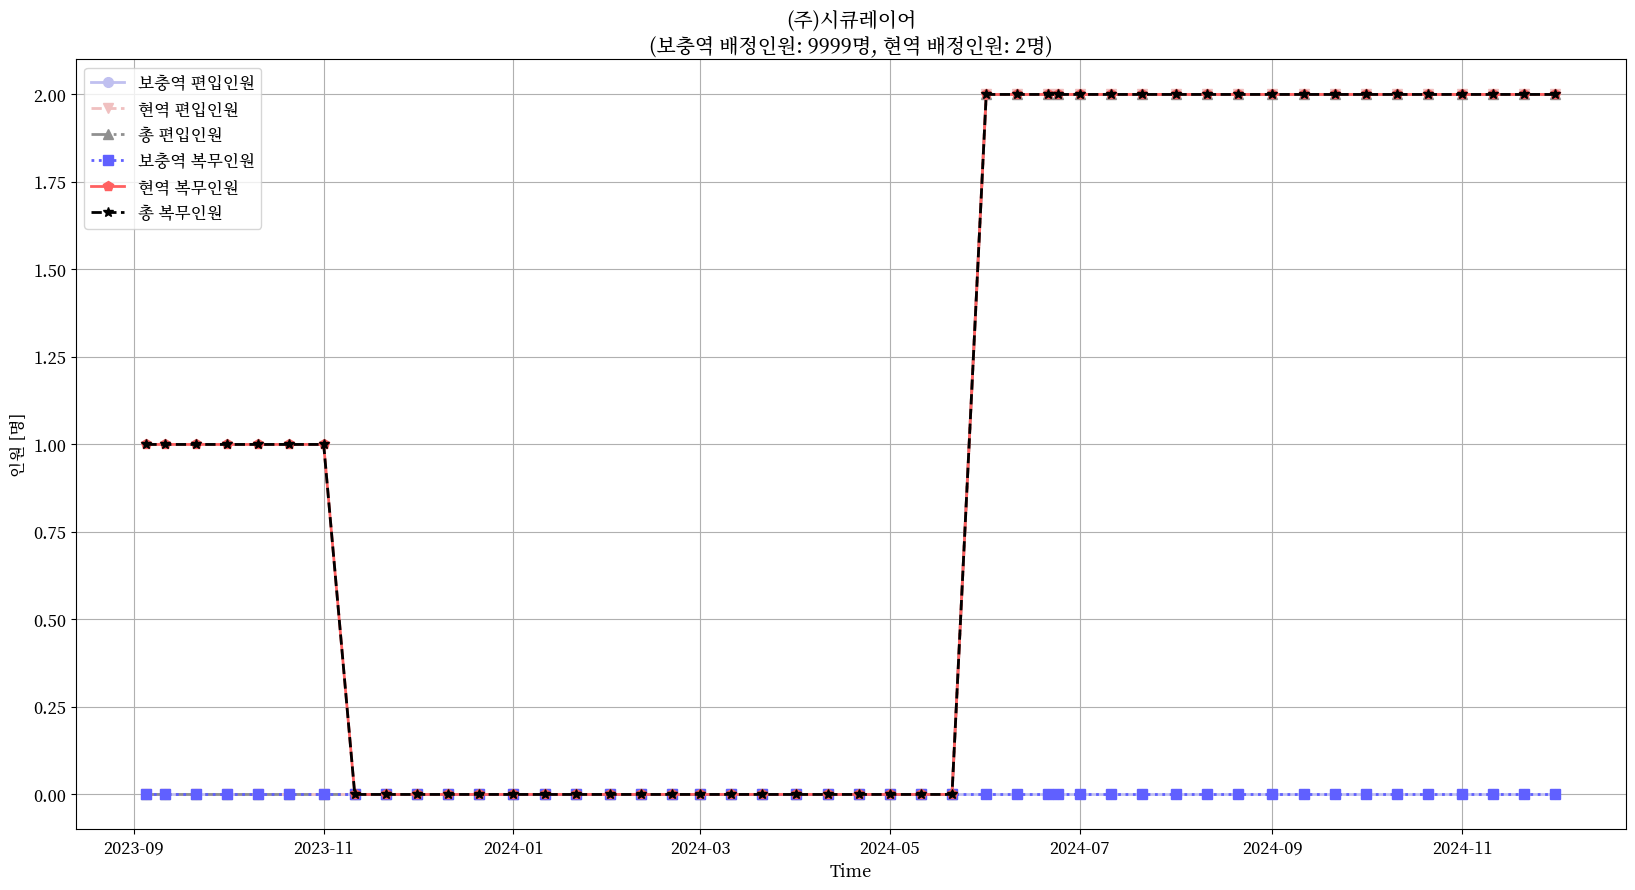 (주)시큐레이어
(보충역 배정인원: 9999명, 현역 배정인원: 2명)
보충역 편입인원
현역 편입인원
총 편입인원
보충역 복무인원
현역 복무인원
총 복무인원
2.00
1.75
1.50
1.25
1.00
0.75
0.50
0.25
0.00
인원 [명]
2023-09 2023-11 2024-01 2024-03 2024-05 2024-07 2024-09 2024-11
Time